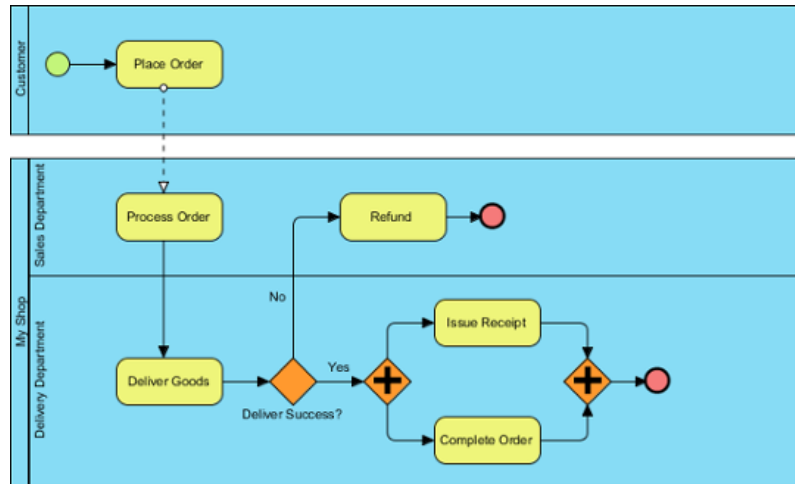 Customer
Place Order
My Shop
Sales Department
Process Order
Refund
No
Delivery Department
Issue Receipt
Deliver Goods
Yes
Deliver Success?
Complete Order